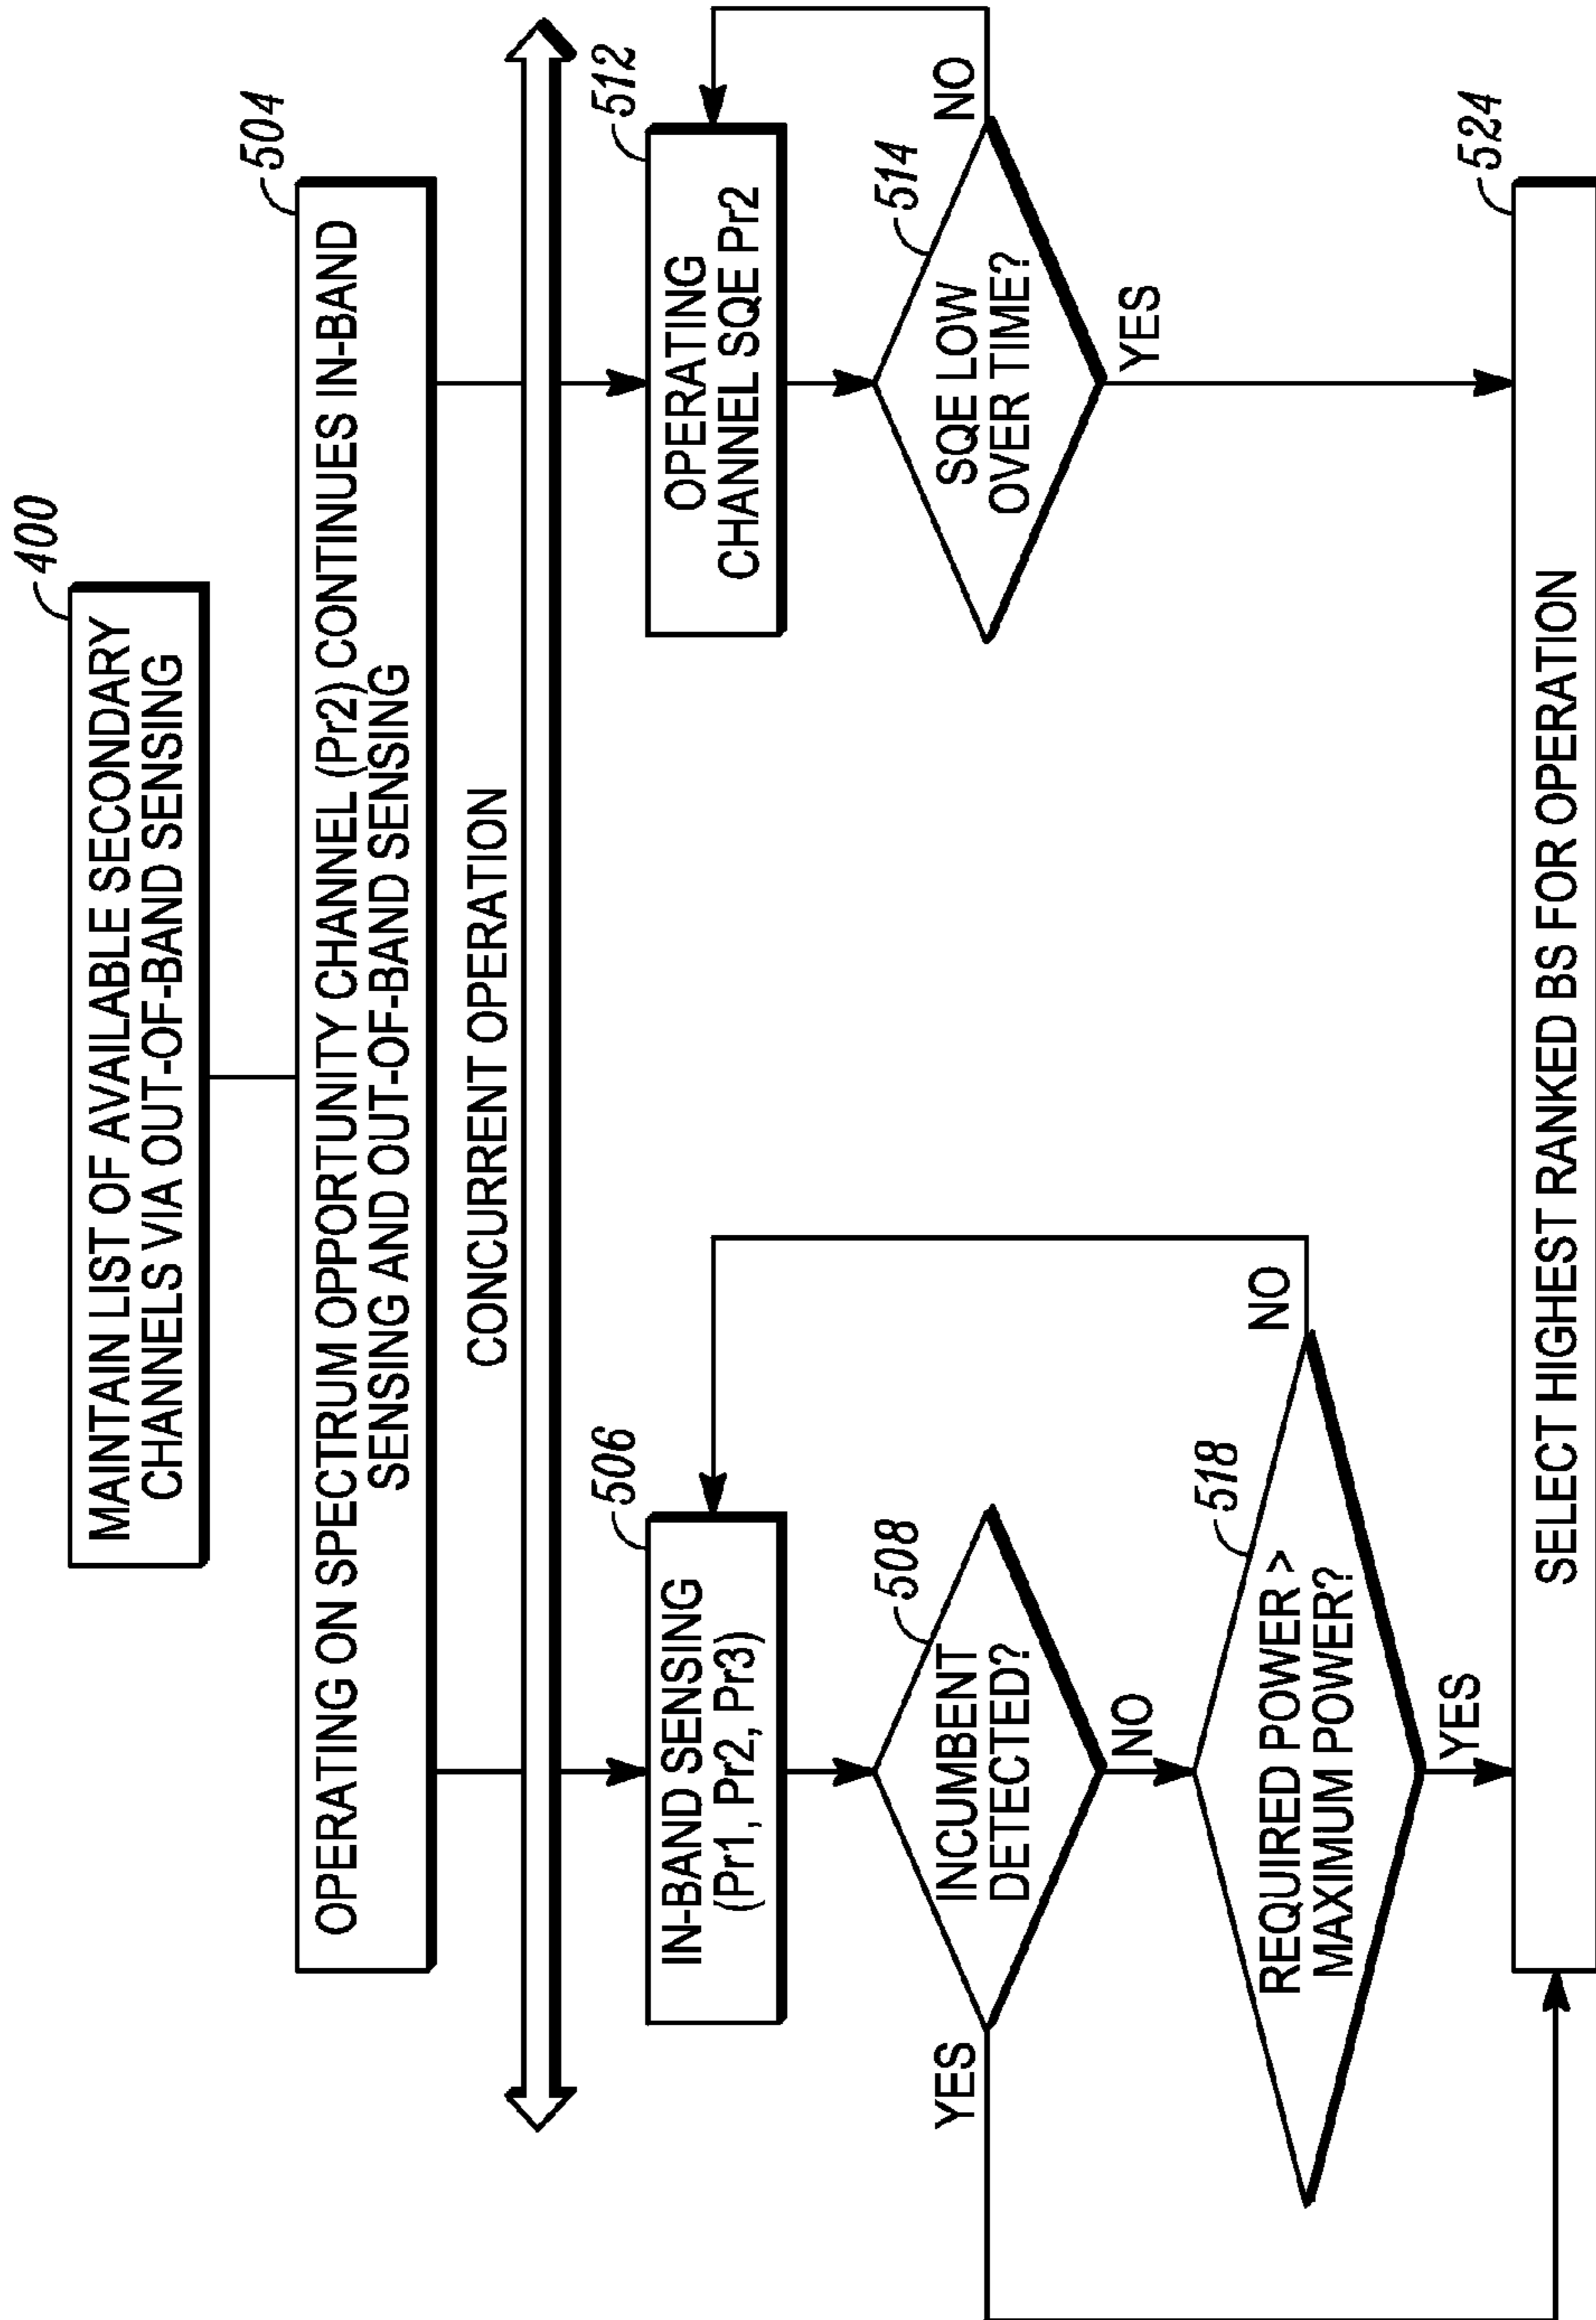 400
MAINTAIN LIST OF AVAILABLE SECONDARY
CHANNELS VIA OUT-OF-BAND SENSING
504
OPERATING ON SPECTRUM OPPORTUNITY CHANNEL (Pr2) CONTINUES IN-BAND
SENSING AND OUT-OF-BAND SENSING
CONCURRENT OPERATION
506
IN-BAND SENSING
(Pr1, Pr2, Pr3)
508
INCUMBENT
DETECTED?
YES
NO
518
REQUIRED POWER >
MAXIMUM POWER?
NO
YES
512
OPERATING
CHANNEL SQE Pr2
514
SQE LOW
OVER TIME?
NO
YES
524
SELECT HIGHEST RANKED BS FOR OPERATION